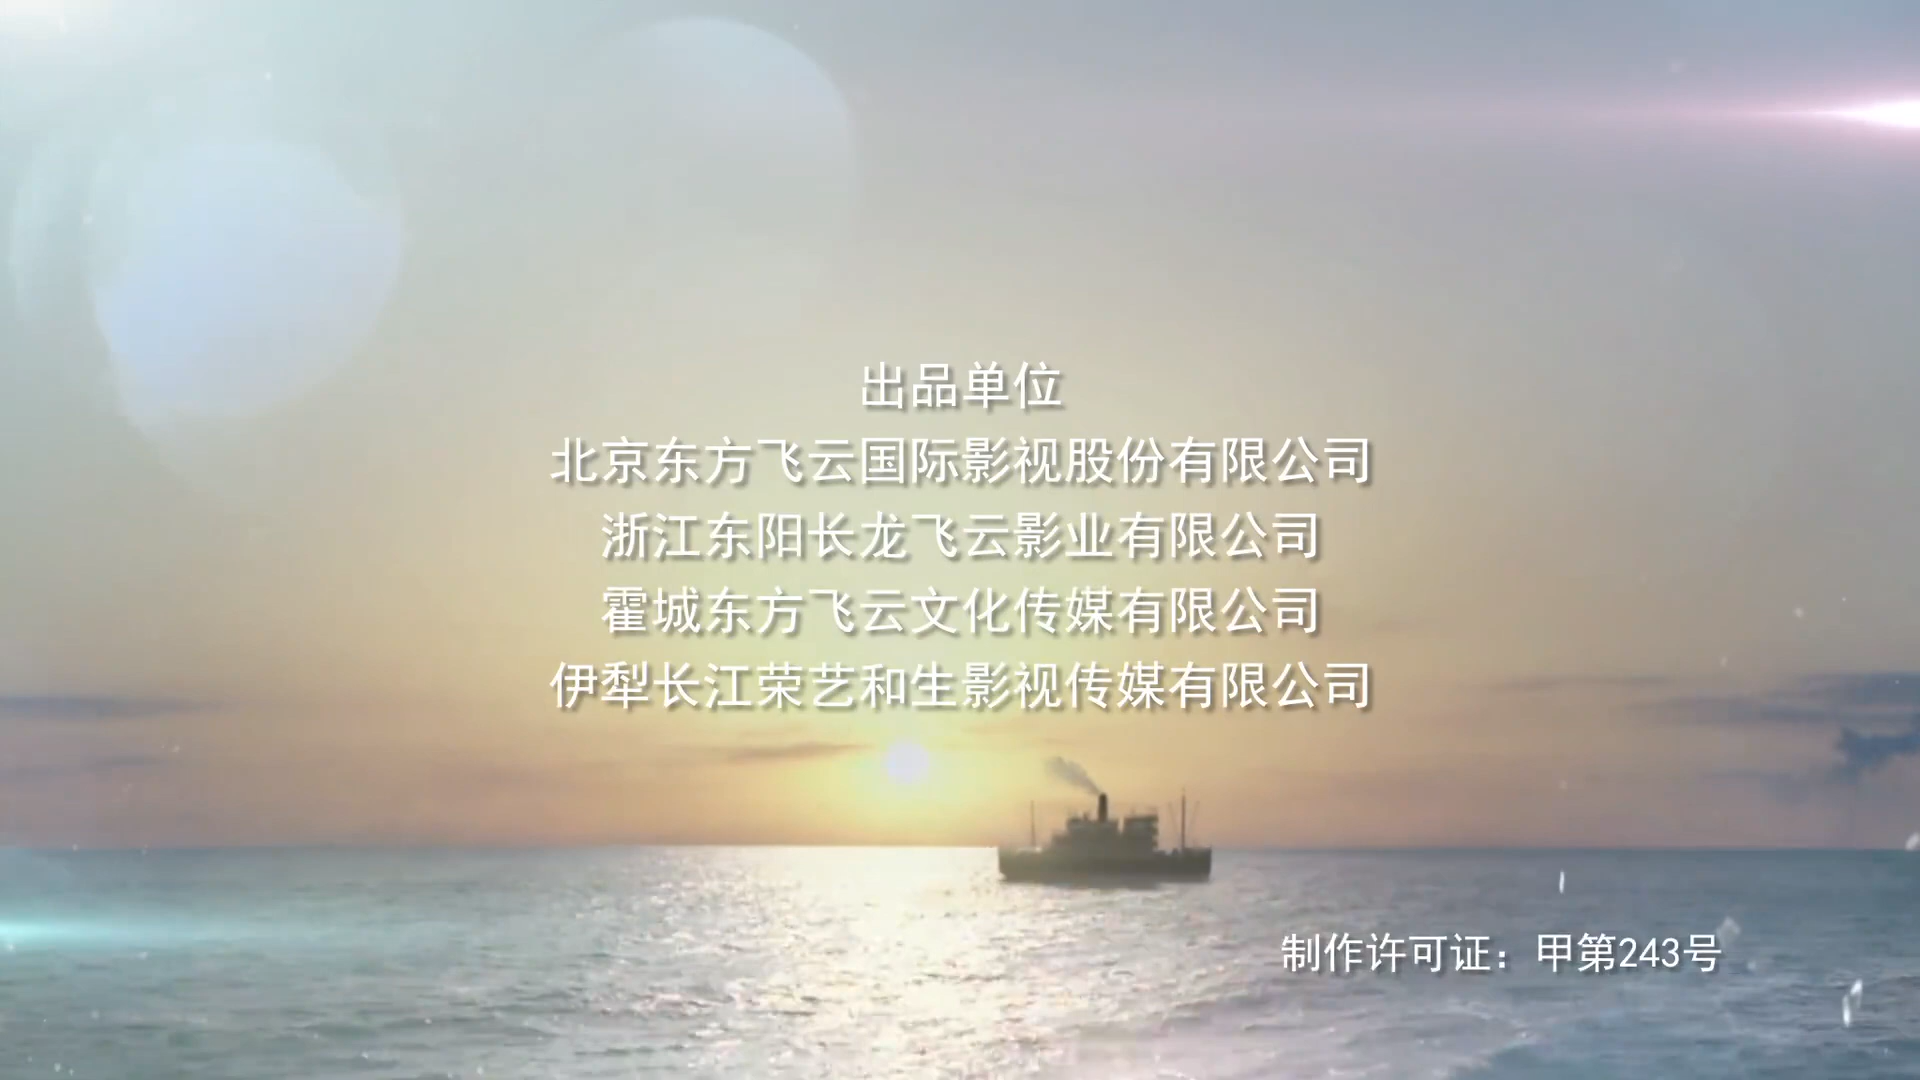 出品单位
北京东方飞云国际影视股份有限公司
浙江东阳长龙飞云影业有限公司
霍城东方飞云文化传媒有限公司
伊犁长江荣艺和生影视传媒有限公司
制作许可证：甲第243号